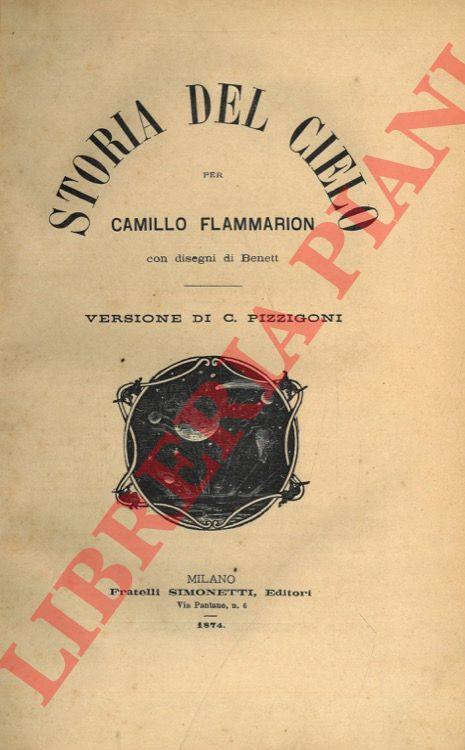 STORIA DEL CIELO
PER
CAMILLO FLAMMARION
con disegni di Benett
VERSIONE DI C. PIZZIGONI
MILANO
Fratelli SIMONETTI, Editori
Via Pantano, n. 6
1874.
LIBRERIA PIANI